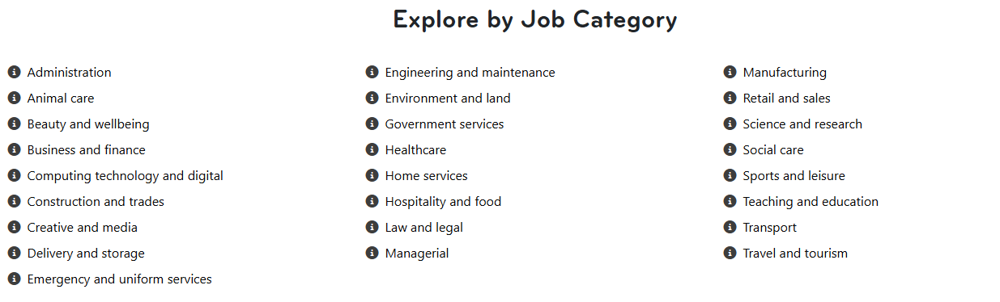 Explore by Job Category
Administration
Animal care
Beauty and wellbeing
Business and finance
Computing technology and digital
Construction and trades
Creative and media
Delivery and storage
Emergency and uniform services
Engineering and maintenance
Environment and land
Government services
Healthcare
Home services
Hospitality and food
Law and legal
Managerial
Manufacturing
Retail and sales
Science and research
Social care
Sports and leisure
Teaching and education
Transport
Travel and tourism